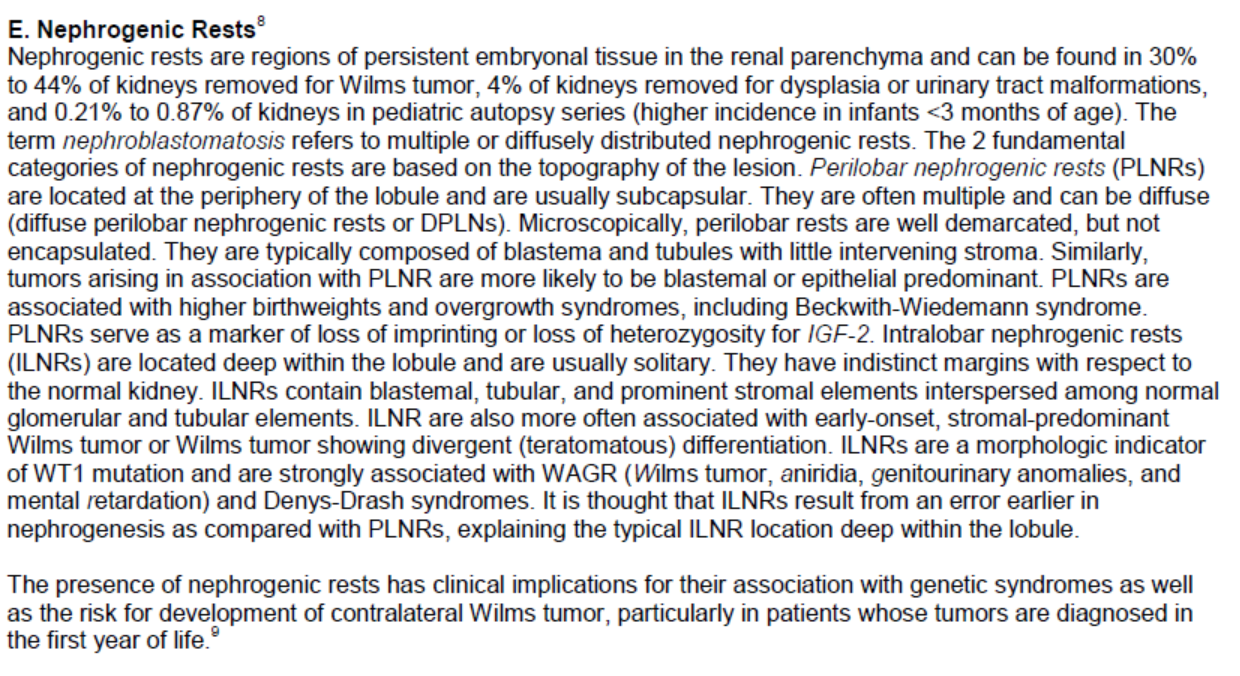 E. Nephrogenic Rests8
Nephrogenic rests are regions of persistent embryonal tissue in the renal parenchyma and can be found in 30%
to 44% of kidneys removed for Wilms tumor, 4% of kidneys removed for dysplasia or urinary tract malformations,
and 0.21% to 0.87% of kidneys in pediatric autopsy series (higher incidence in infants <3 months of age). The
term nephroblastomatosis refers to multiple or diffusely distributed nephrogenic rests. The 2 fundamental
categories of nephrogenic rests are based on the topography of the lesion. Perilobar nephrogenic rests (PLNRs)
are located at the periphery of the lobule and are usually subcapsular. They are often multiple and can be diffuse
(diffuse perilobar nephrogenic rests or DPLNs). Microscopically, perilobar rests are well demarcated, but not
encapsulated. They are typically composed of blastema and tubules with little intervening stroma. Similarly,
tumors arising in association with PLNR are more likely to be blastemal or epithelial predominant. PLNRs are
associated with higher birthweights and overgrowth syndromes, including Beckwith-Wiedemann syndrome.
PLNRs serve as a marker of loss of imprinting or loss of heterozygosity for IGF-2. Intralobar nephrogenic rests
(ILNRs) are located deep within the lobule and are usually solitary. They have indistinct margins with respect to
the normal kidney. ILNRs contain blastemal, tubular, and prominent stromal elements interspersed among normal
glomerular and tubular elements. ILNR are also more often associated with early-onset, stromal-predominant
Wilms tumor or Wilms tumor showing divergent (teratomatous) differentiation. ILNRs are a morphologic indicator
of WT1 mutation and are strongly associated with WAGR (Wilms tumor, aniridia, genitourinary anomalies, and
mental retardation) and Denys-Drash syndromes. It is thought that ILNRs result from an error earlier in
nephrogenesis as compared with PLNRs, explaining the typical ILNR location deep within the lobule.
The presence of nephrogenic rests has clinical implications for their association with genetic syndromes as well
as the risk for development of contralateral Wilms tumor, particularly in patients whose tumors are diagnosed in
the first year of life.9